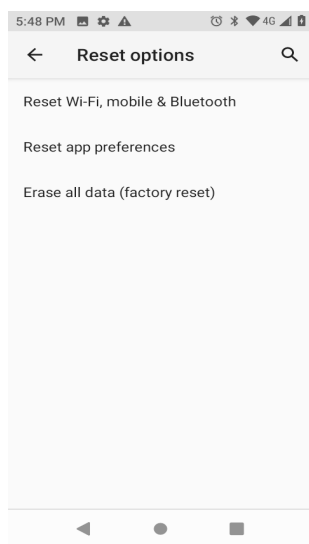 5:48 PM 4G
Reset options
Reset Wi-Fi, mobile & Bluetooth
Reset app preferences
Erase all data (factory reset)